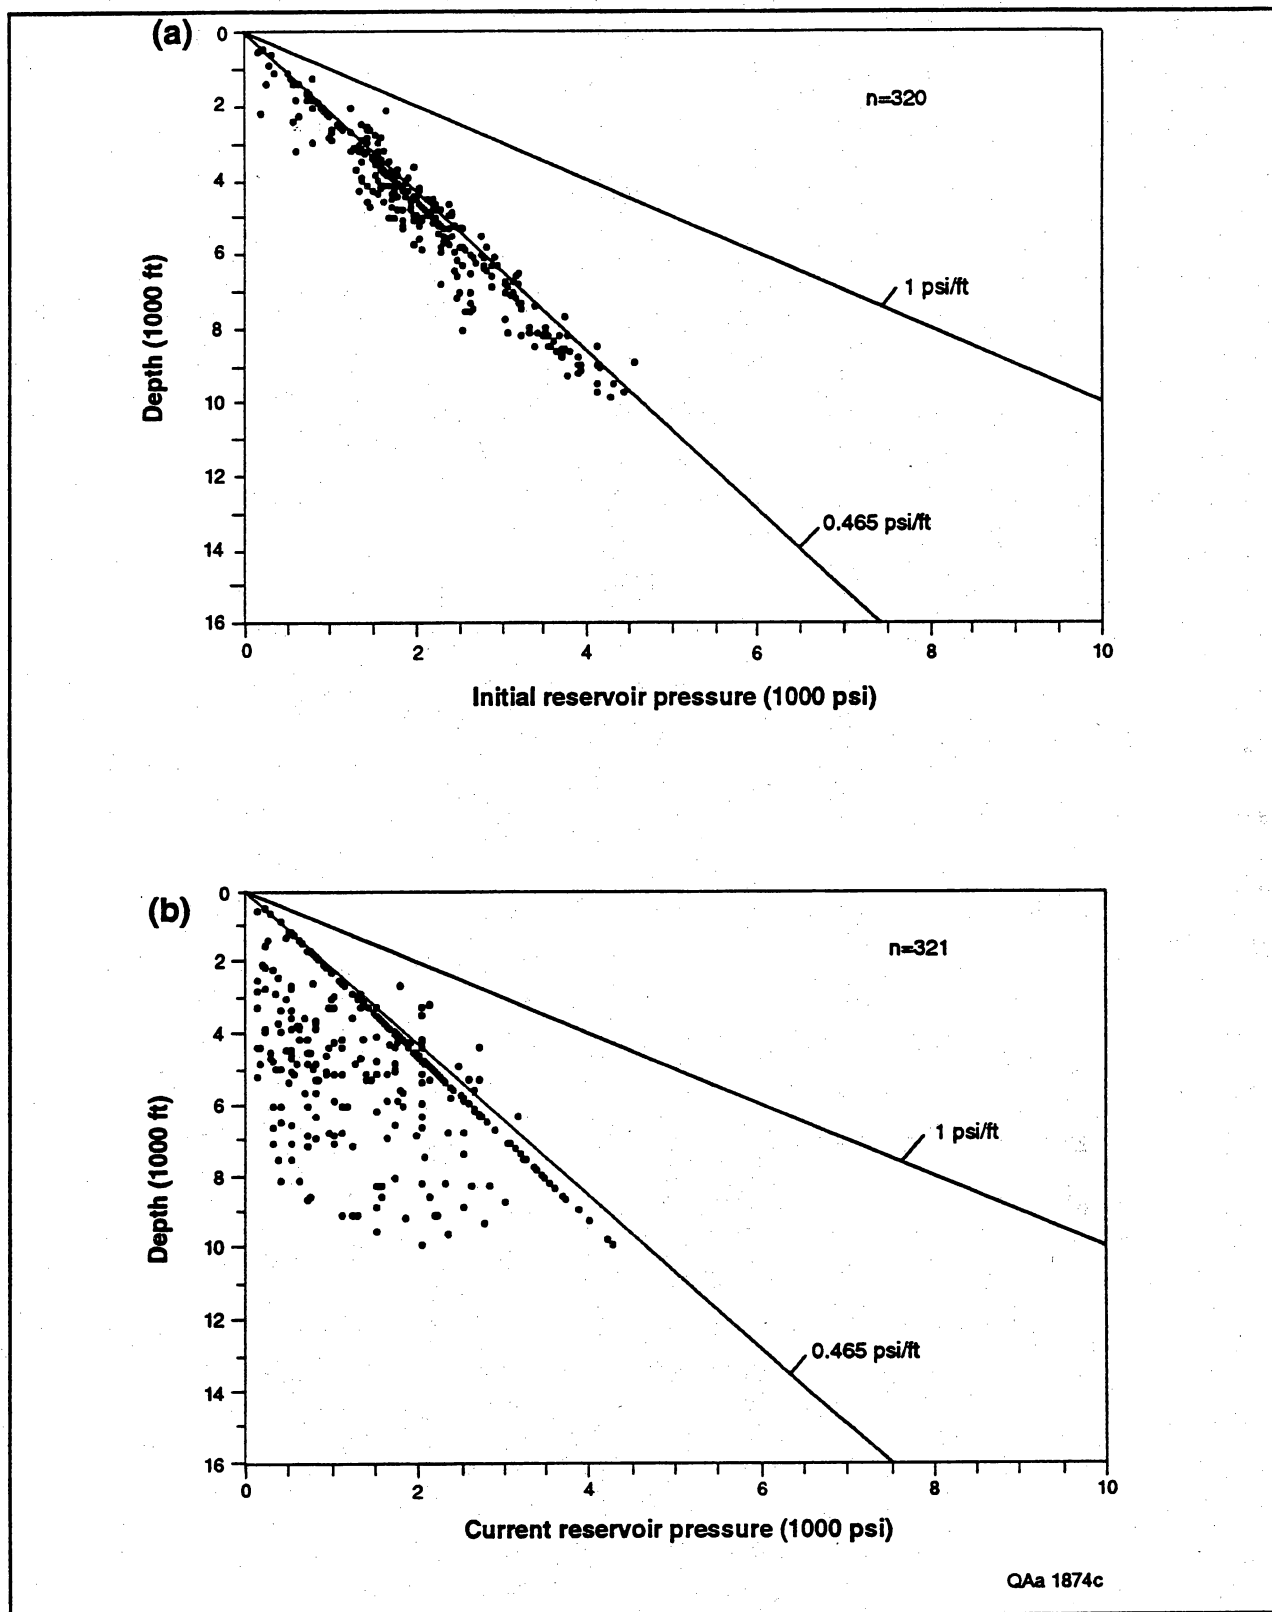 (a)
0
2
4
6
8
10
12
14
16
Depth (1000 ft)
n=320
1 psi/ft
0.465 psi/ft
0 2 4 6 8 10
Initial reservoir pressure (1000 psi)
(b)
0
2
4
6
8
10
12
14
16
Depth (1000 ft)
n=321
1 psi/ft
0.465 psi/ft
0 2 4 6 8 10
Current reservoir pressure (1000 psi)
QAa 1874c